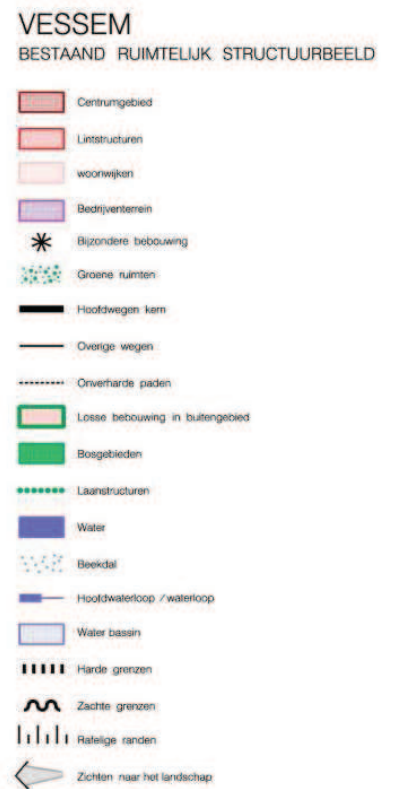 VESSEM
BESTAAND RUIMTELIJK STRUCTUURBEELD
Centrumgebied
Lintstructuren
woonwijken
Bedrijventerrein
Bijzondere bebouwing
Groene ruimten
Hoofdwegen kern
Overige wegen
Onverharde paden
Losse bebouwing in buitengebied
Bosgebieden
Laanstructuren
Water
Beekdal
Hoofdwaterloop / waterloop
Water bassin
Harde grenzen
Zachte grenzen
Rafelige randen
Zichten naar het landschap